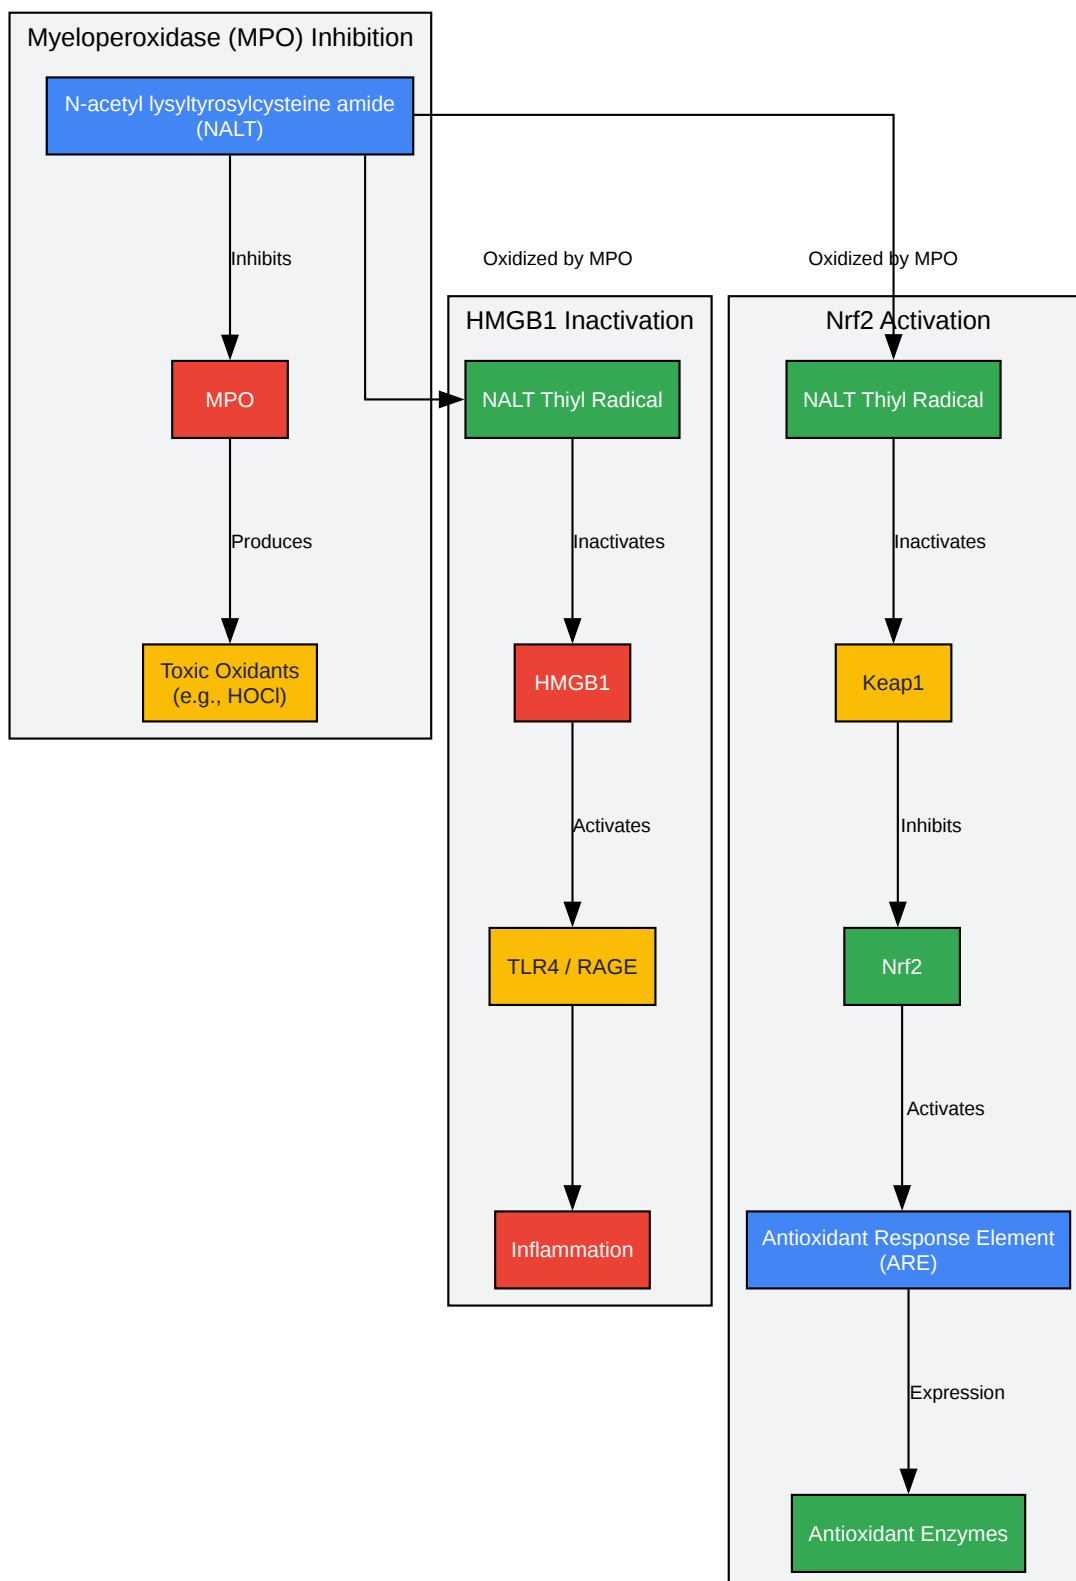 Myeloperoxidase (MPO) Inhibition
N-acetyl lysyltyrosylcysteine amide
(NALT)
Inhibits
MPO
Produces
Toxic Oxidants
(e.g., HOCl)
Oxidized by MPO
HMGB1 Inactivation
NALT Thiyl Radical
Inactivates
HMGB1
Activates
TLR4 / RAGE
Inflammation
Oxidized by MPO
Nrf2 Activation
NALT Thiyl Radical
Inactivates
Keap1
Inhibits
Nrf2
Activates
Antioxidant Response Element
(ARE)
Expression
Antioxidant Enzymes